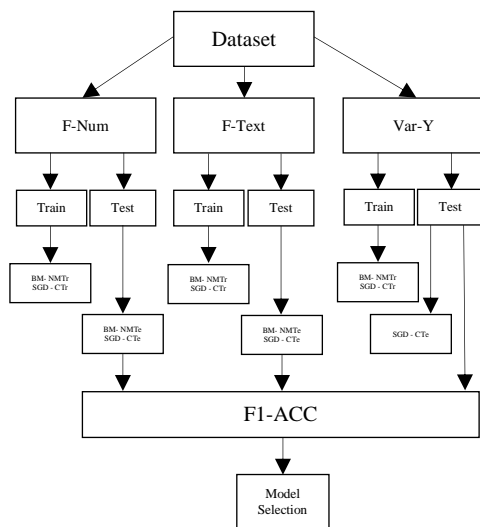 Dataset
F-Num
F-Text
Var-Y
Train
Test
Train
Test
Train
Test
BM- NMTr
SGD - CTr
BM- NMTr
SGD - CTr
BM- NMTr
SGD - CTr
BM- NMTe
SGD - CTe
BM- NMTe
SGD - CTe
SGD - CTe
F1-ACC
Model
Selection